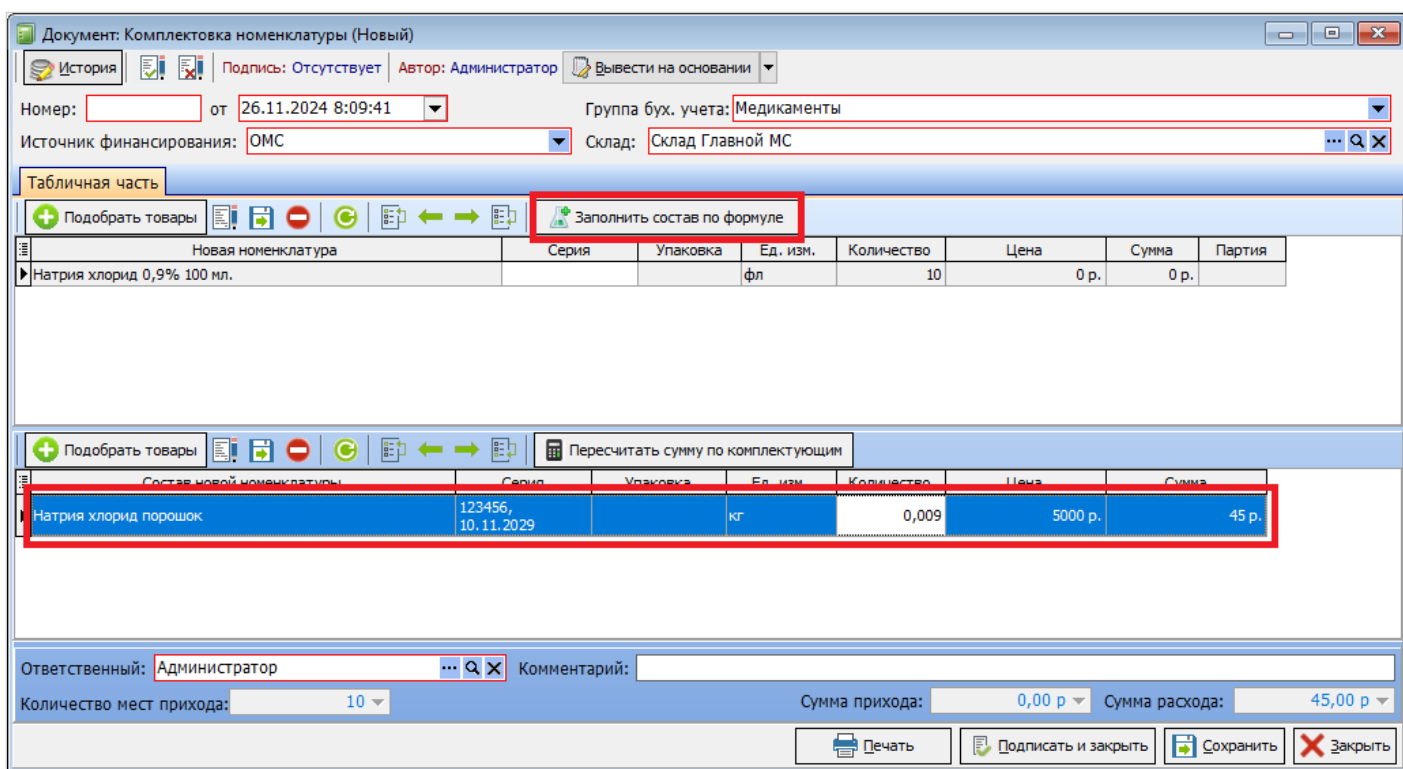 Документ: Комплектовка номенклатуры (Новый)
История Подпись: Отсутствует Автор: Администратор Вывести на основании
Номер: от 26.11.2024 8:09:41 Группа бух. учета: Медикаменты
Источник финансирования: ОМС Склад: Склад Главной МС
Табличная часть
Подобрать товары Заполнить состав по формуле
Новая номенклатура Серия Упаковка Ед. изм. Количество Цена Сумма Партия
Натрия хлорид 0,9% 100 мл. фл 10 0 р. 0 р.
Подобрать товары Пересчитать сумму по комплектующим
Состав новой номенклатуры Серия Упаковка Ед. изм. Количество Цена Сумма
Натрия хлорид порошок 123456, 10.11.2029 кг 0,009 5000 р. 45 р.
Ответственный: Администратор Комментарий:
Количество мест прихода: 10 Сумма прихода: 0,00 р Сумма расхода: 45,00 р
Печать Подписать и закрыть Сохранить Закрыть